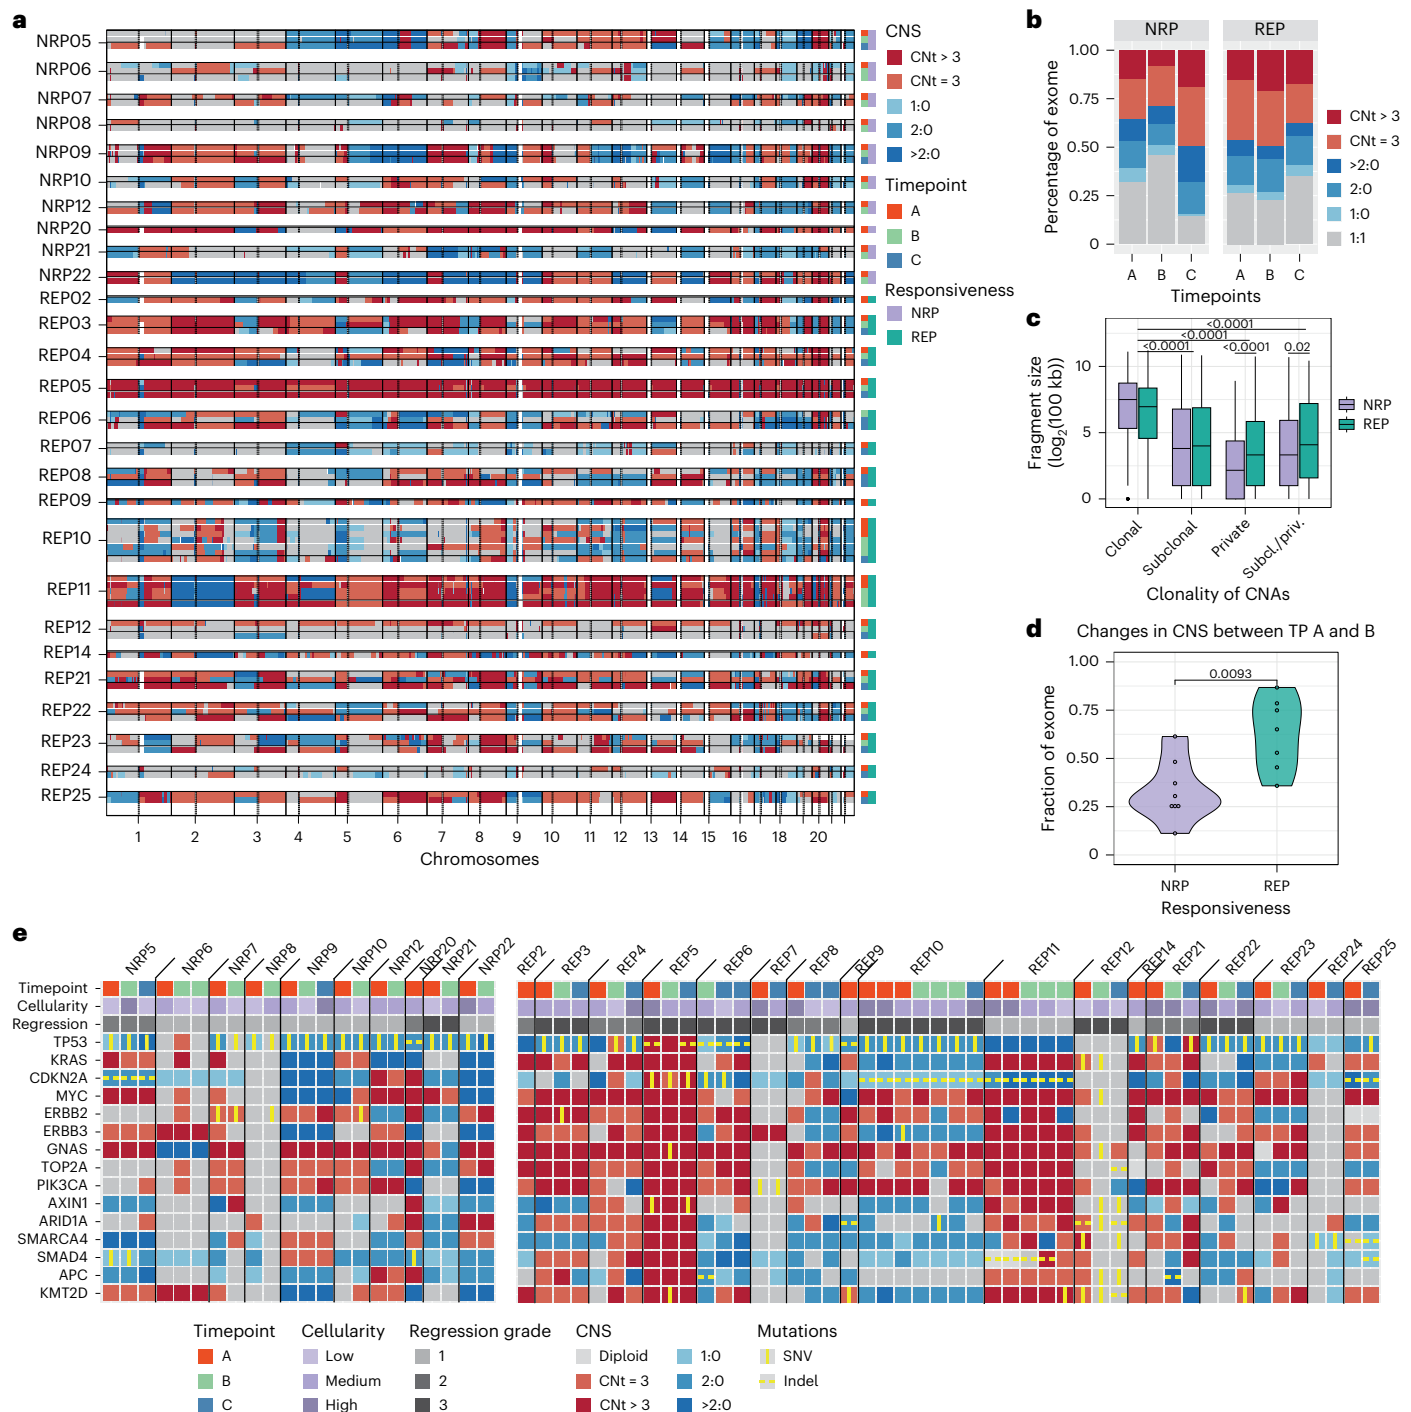 a
NRP05
NRP06
NRP07
NRP08
NRP09
NRP10
NRP12
NRP20
NRP21
NRP22
REP02
REP03
REP04
REP05
REP06
REP07
REP08
REP09
REP10
REP11
REP12
REP14
REP21
REP22
REP23
REP24
REP25
1 2 3 4 5 6 7 8 9 10 11 12 13 14 15 16 18 20
Chromosomes
CNS
CNt > 3
CNt = 3
1:0
2:0
>2:0
Timepoint
A
B
C
Responsiveness
NRP
REP
b
NRP REP
Percentage of exome
1.00
0.75
0.50
0.25
0
A B C A B C
Timepoints
CNt > 3
CNt = 3
>2:0
2:0
1:0
1:1
c
Fragment size
(log2(100 kb))
10
5
0
<0.0001
<0.0001
<0.0001 <0.0001 0.02
Clonal
Subclonal
Private
Subcl./priv.
Clonality of CNAs
NRP
REP
d
Changes in CNS between TP A and B
Fraction of exome
1.00
0.75
0.50
0.25
0
0.0093
NRP REP
Responsiveness
e
NRP5 NRP6 NRP7 NRP8 NRP9 NRP10 NRP12 NRP20 NRP21 NRP22 REP2 REP3 REP4 REP5 REP6 REP7 REP8 REP9 REP10 REP11 REP12 REP14 REP21 REP22 REP23 REP24 REP25
Timepoint
Cellularity
Regression
TP53
KRAS
CDKN2A
MYC
ERBB2
ERBB3
GNAS
TOP2A
PIK3CA
AXIN1
ARID1A
SMARCA4
SMAD4
APC
KMT2D
Timepoint
A
B
C
Cellularity
Low
Medium
High
Regression grade
1
2
3
CNS
Diploid
CNt = 3
CNt > 3
1:0
2:0
>2:0
Mutations
SNV
Indel